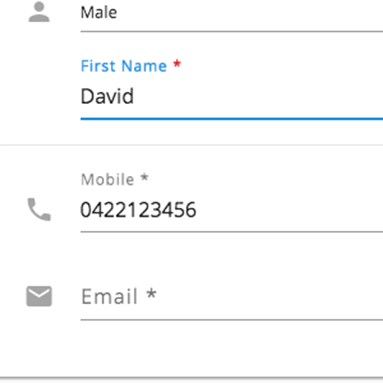 Male
First Name *
David
Mobile *
0422123456
Email *